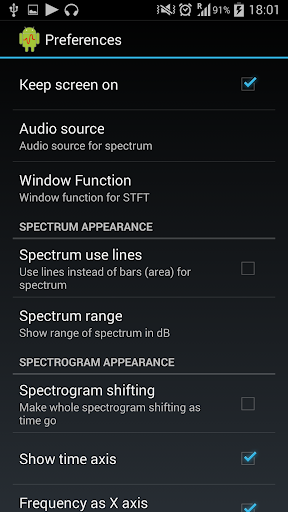 91% 18:01
Preferences
Keep screen on
Audio source
Audio source for spectrum
Window Function
Window function for STFT
SPECTRUM APPEARANCE
Spectrum use lines
Use lines instead of bars (area) for
spectrum
Spectrum range
Show range of spectrum in dB
SPECTROGRAM APPEARANCE
Spectrogram shifting
Make whole spectrogram shifting as
time go
Show time axis
Frequency as X axis